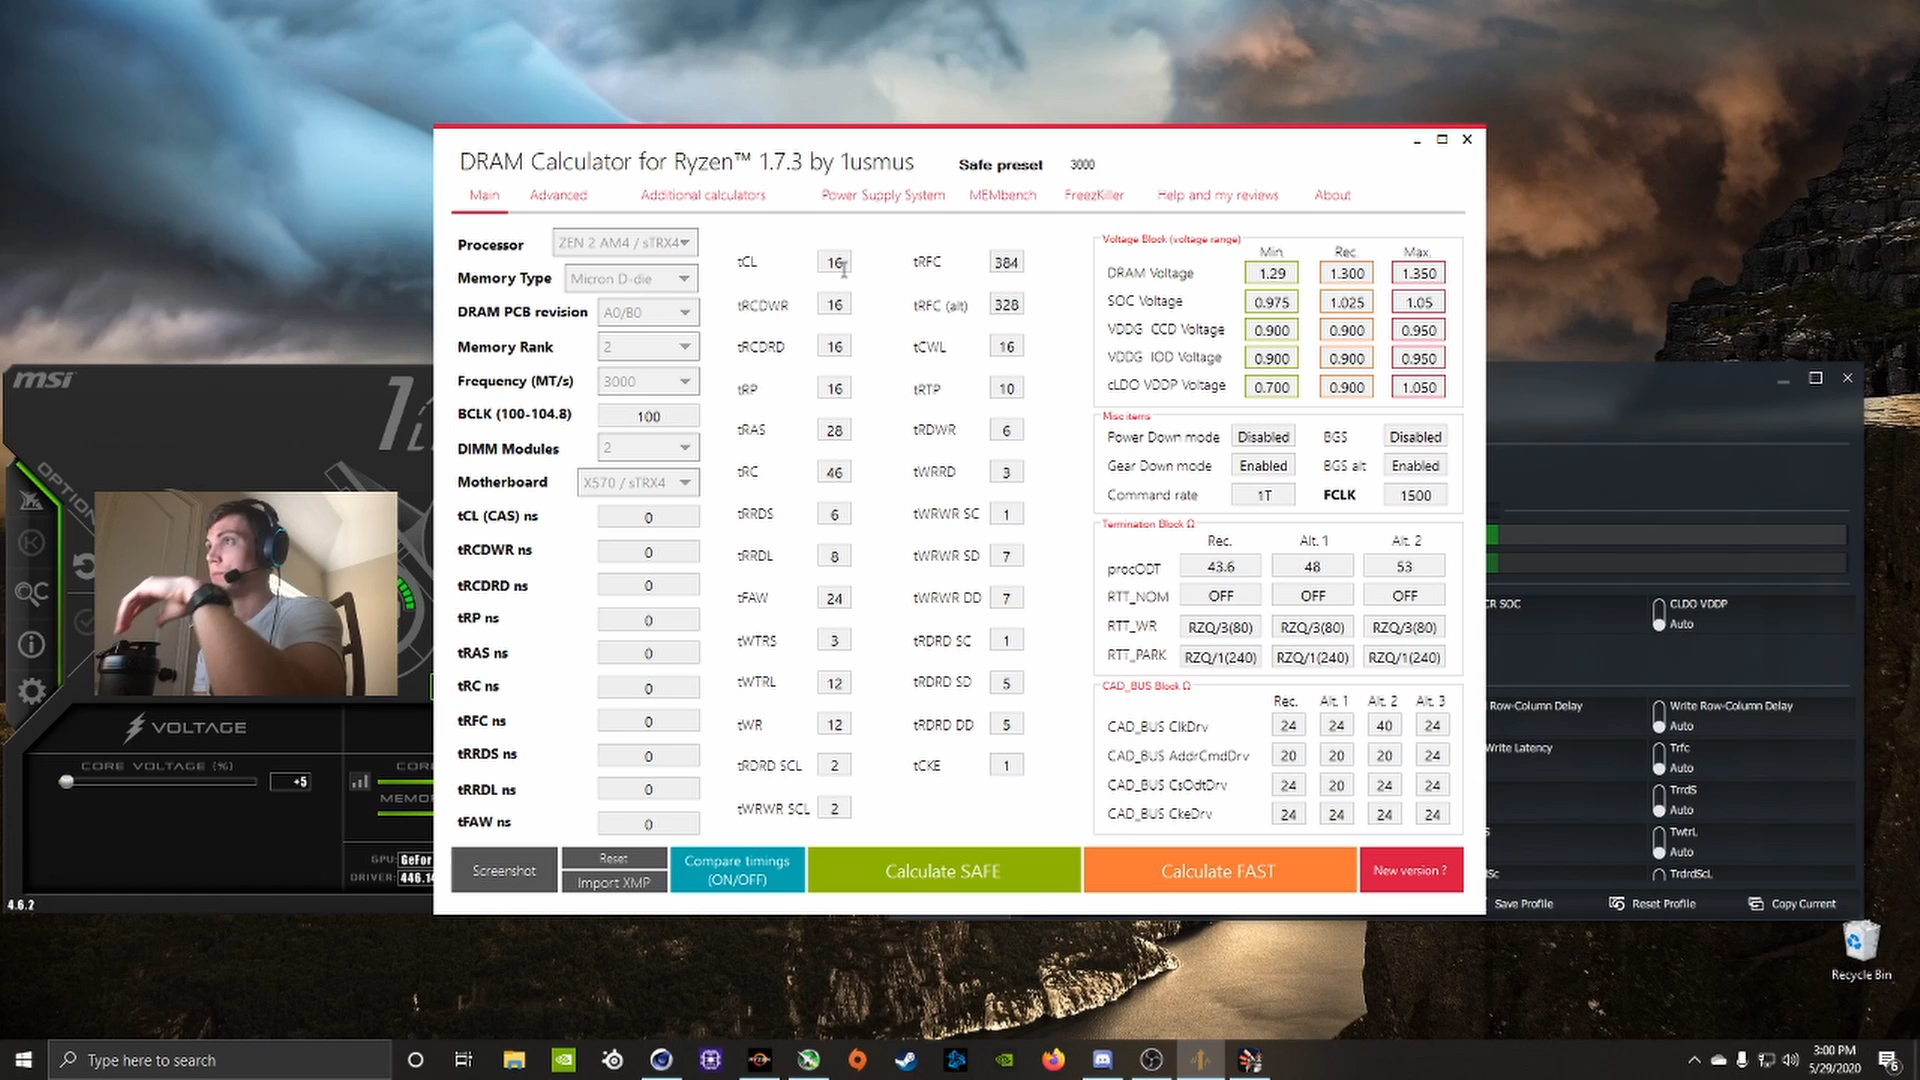 DRAM Calculator for Ryzen™ 1.7.3 by 1usmus
Safe preset 3000
Main Advanced Additional calculators Power Supply System MEMbench FreezKiller Help and my reviews About
Processor ZEN 2 AM4 / sTRX4
Memory Type Micron D-die
DRAM PCB revision A0/B0
Memory Rank 2
Frequency (MT/s) 3000
BCLK (100-104.8) 100
DIMM Modules 2
Motherboard X570 / sTRX4
tCL (CAS) ns 0
tRCDWR ns 0
tRCDRD ns 0
tRP ns 0
tRAS ns 0
tRC ns 0
tRFC ns 0
tRRDS ns 0
tRRDL ns 0
tFAW ns 0
tCL 16
tRCDWR 16
tRCDRD 16
tRP 16
tRAS 28
tRC 46
tRRDS 6
tRRDL 8
tFAW 24
tWTRS 3
tWTRL 12
tWR 12
tRDRD SCL 2
tWRWR SCL 2
tRFC 384
tRFC (alt) 328
tCWL 16
tRTP 10
tRDWR 6
tWRRD 3
tWRWR SC 1
tWRWR SD 7
tWRWR DD 7
tRDRD SC 1
tRDRD SD 5
tRDRD DD 5
tCKE 1
Voltage Block (voltage range)
Min. Rec. Max.
DRAM Voltage 1.29 1.300 1.350
SOC Voltage 0.975 1.025 1.05
VDDG CCD Voltage 0.900 0.900 0.950
VDDG IOD Voltage 0.900 0.900 0.950
cLDO VDDP Voltage 0.700 0.900 1.050
Misc items
Power Down mode Disabled BGS Disabled
Gear Down mode Enabled BGS alt Enabled
Command rate 1T FCLK 1500
Termination Block Ω
Rec. Alt. 1 Alt. 2
procODT 43.6 48 53
RTT_NOM OFF OFF OFF
RTT_WR RZQ/3(80) RZQ/3(80) RZQ/3(80)
RTT_PARK RZQ/1(240) RZQ/1(240) RZQ/1(240)
CAD_BUS Block Ω
Rec. Alt. 1 Alt. 2 Alt. 3
CAD_BUS ClkDrv 24 24 40 24
CAD_BUS AddrCmdDrv 20 20 20 24
CAD_BUS CsOdtDrv 24 20 24 24
CAD_BUS CkeDrv 24 24 24 24
Screenshot
Reset
Import XMP
Compare timings
(ON/OFF)
Calculate SAFE
Calculate FAST
New version ?
msi
OPTION
VOLTAGE
CORE VOLTAGE (%) +5
GPU: GeFor
DRIVER: 446.14
4.6.2
CR SOC
CLDO VDDP
Auto
Row-Column Delay
Write Row-Column Delay
Auto
Write Latency
Trfc
Auto
TrrdS
Auto
TwtrL
Auto
TrdrdScL
Save Profile
Reset Profile
Copy Current
Recycle Bin
Type here to search
3:00 PM
5/29/2020
6